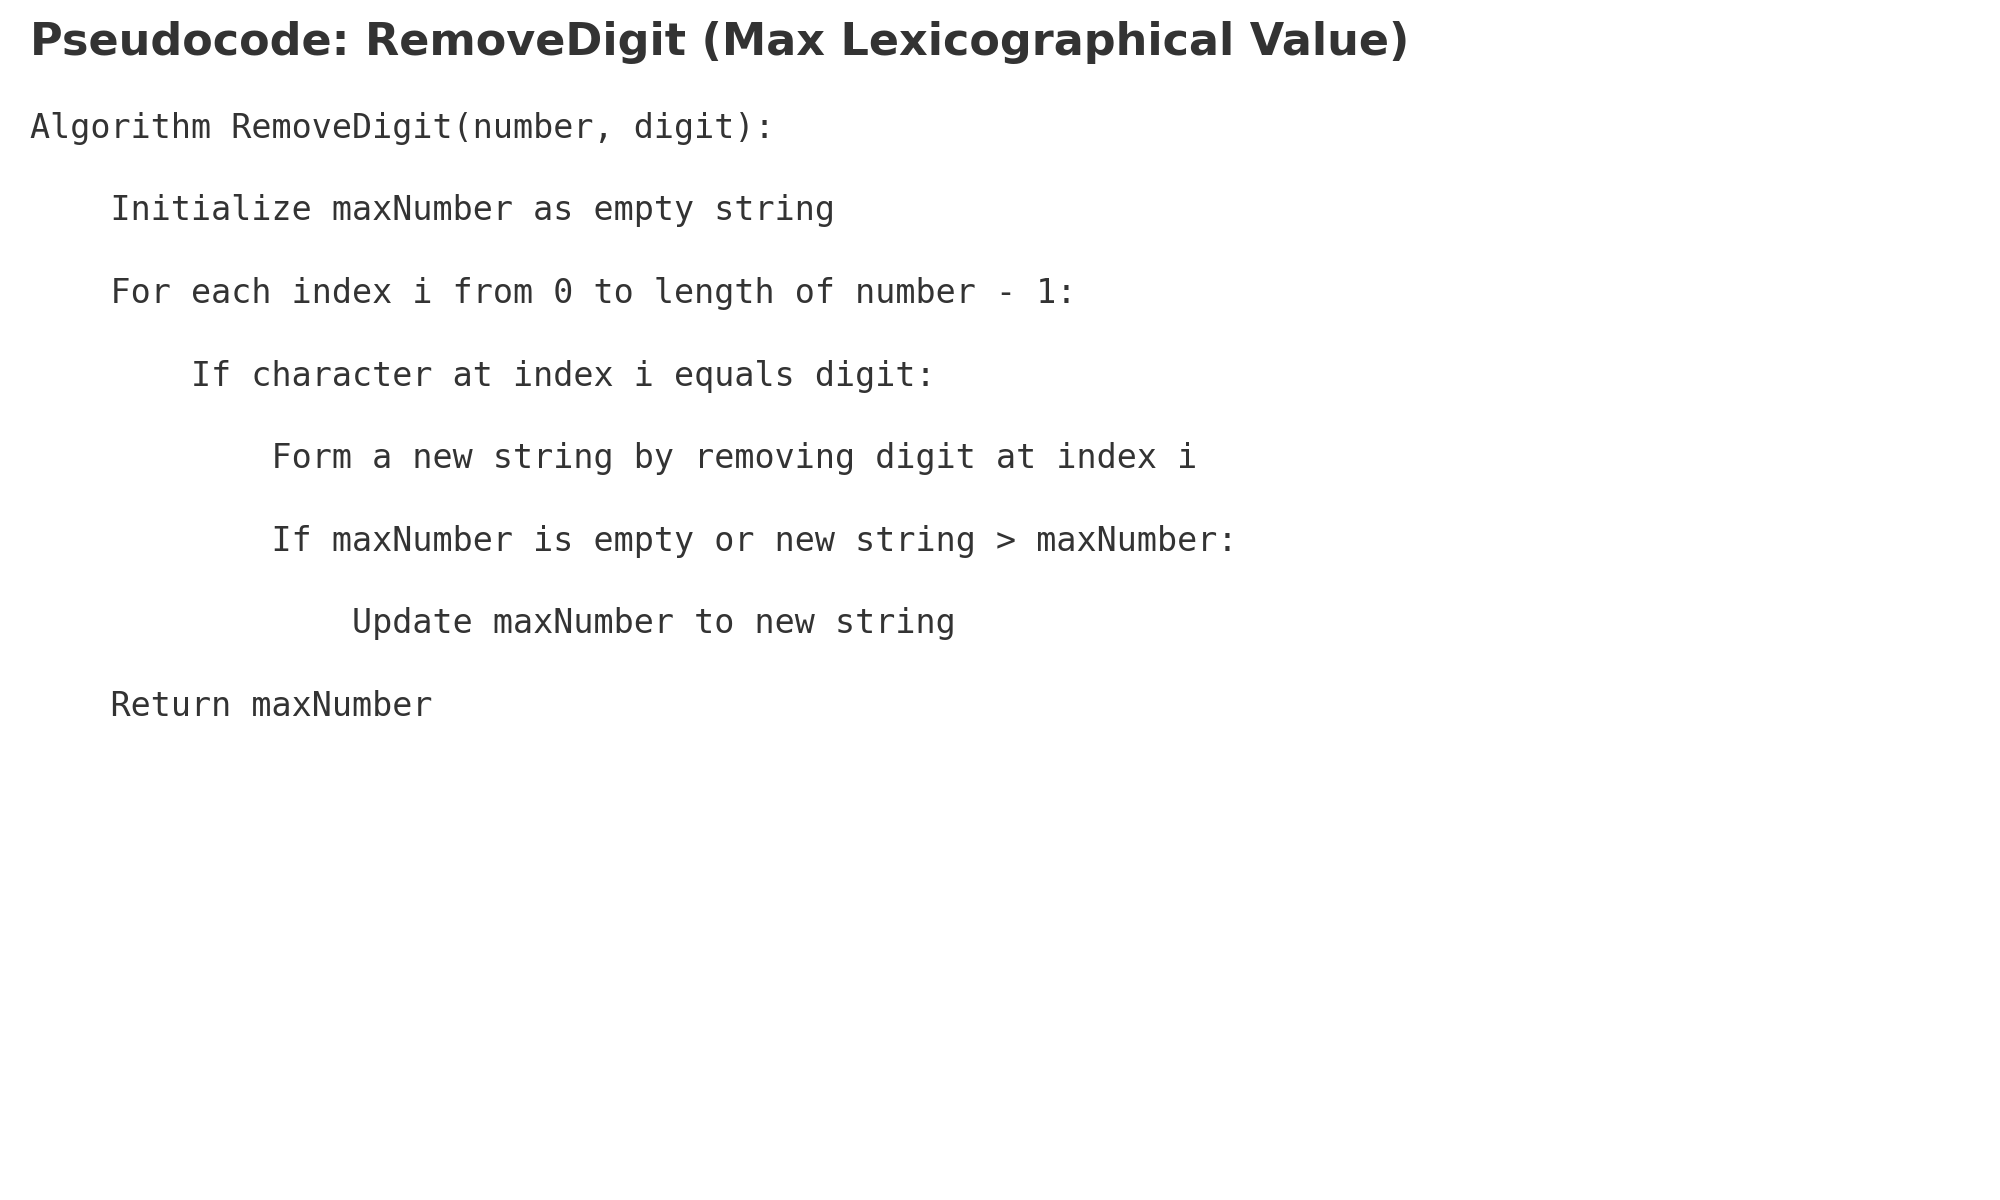 Pseudocode: RemoveDigit (Max Lexicographical Value)
Algorithm RemoveDigit(number, digit):
Initialize maxNumber as empty string
For each index i from 0 to length of number - 1:
If character at index i equals digit:
Form a new string by removing digit at index i
If maxNumber is empty or new string > maxNumber:
Update maxNumber to new string
Return maxNumber